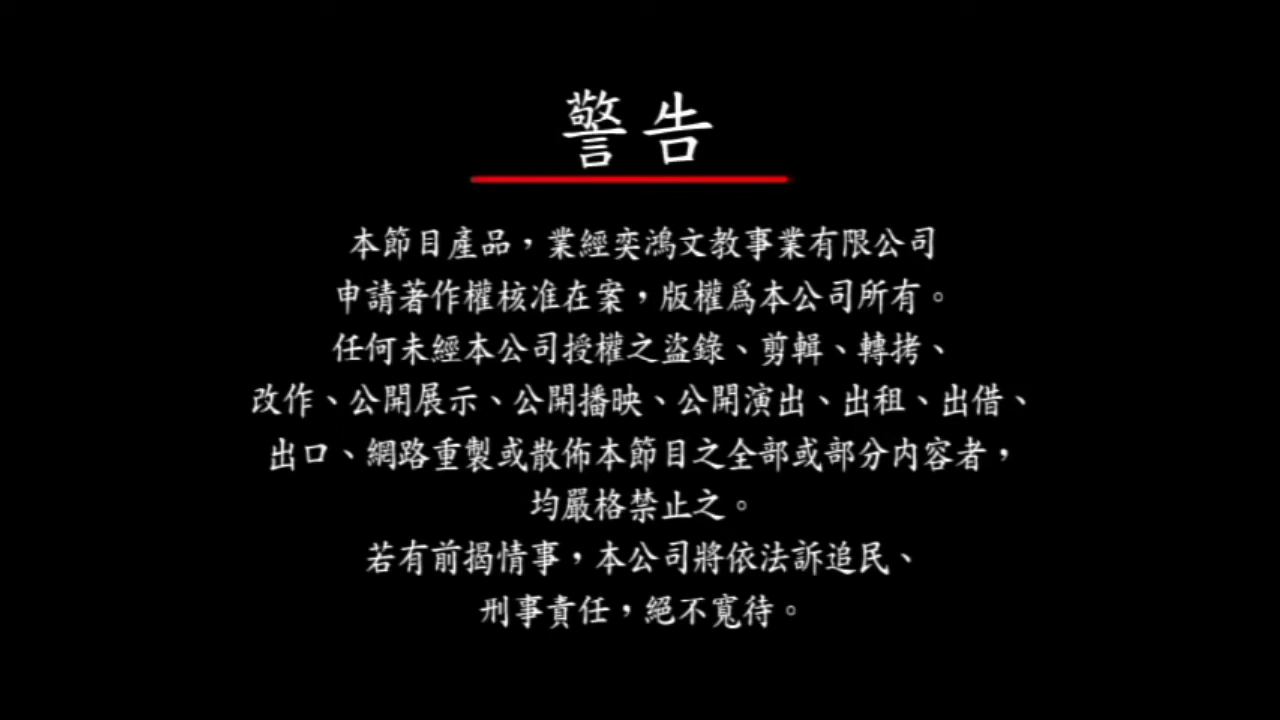 警告
本節目產品，業經奕鴻文教事業有限公司
申請著作權核准在案，版權爲本公司所有。
任何未經本公司授權之盜錄、剪輯、轉拷、
改作、公開展示、公開播映、公開演出、出租、出借、
出口、網路重製或散佈本節目之全部或部分內容者，
均嚴格禁止之。
若有前揭情事，本公司將依法訴追民、
刑事責任，絕不寬待。